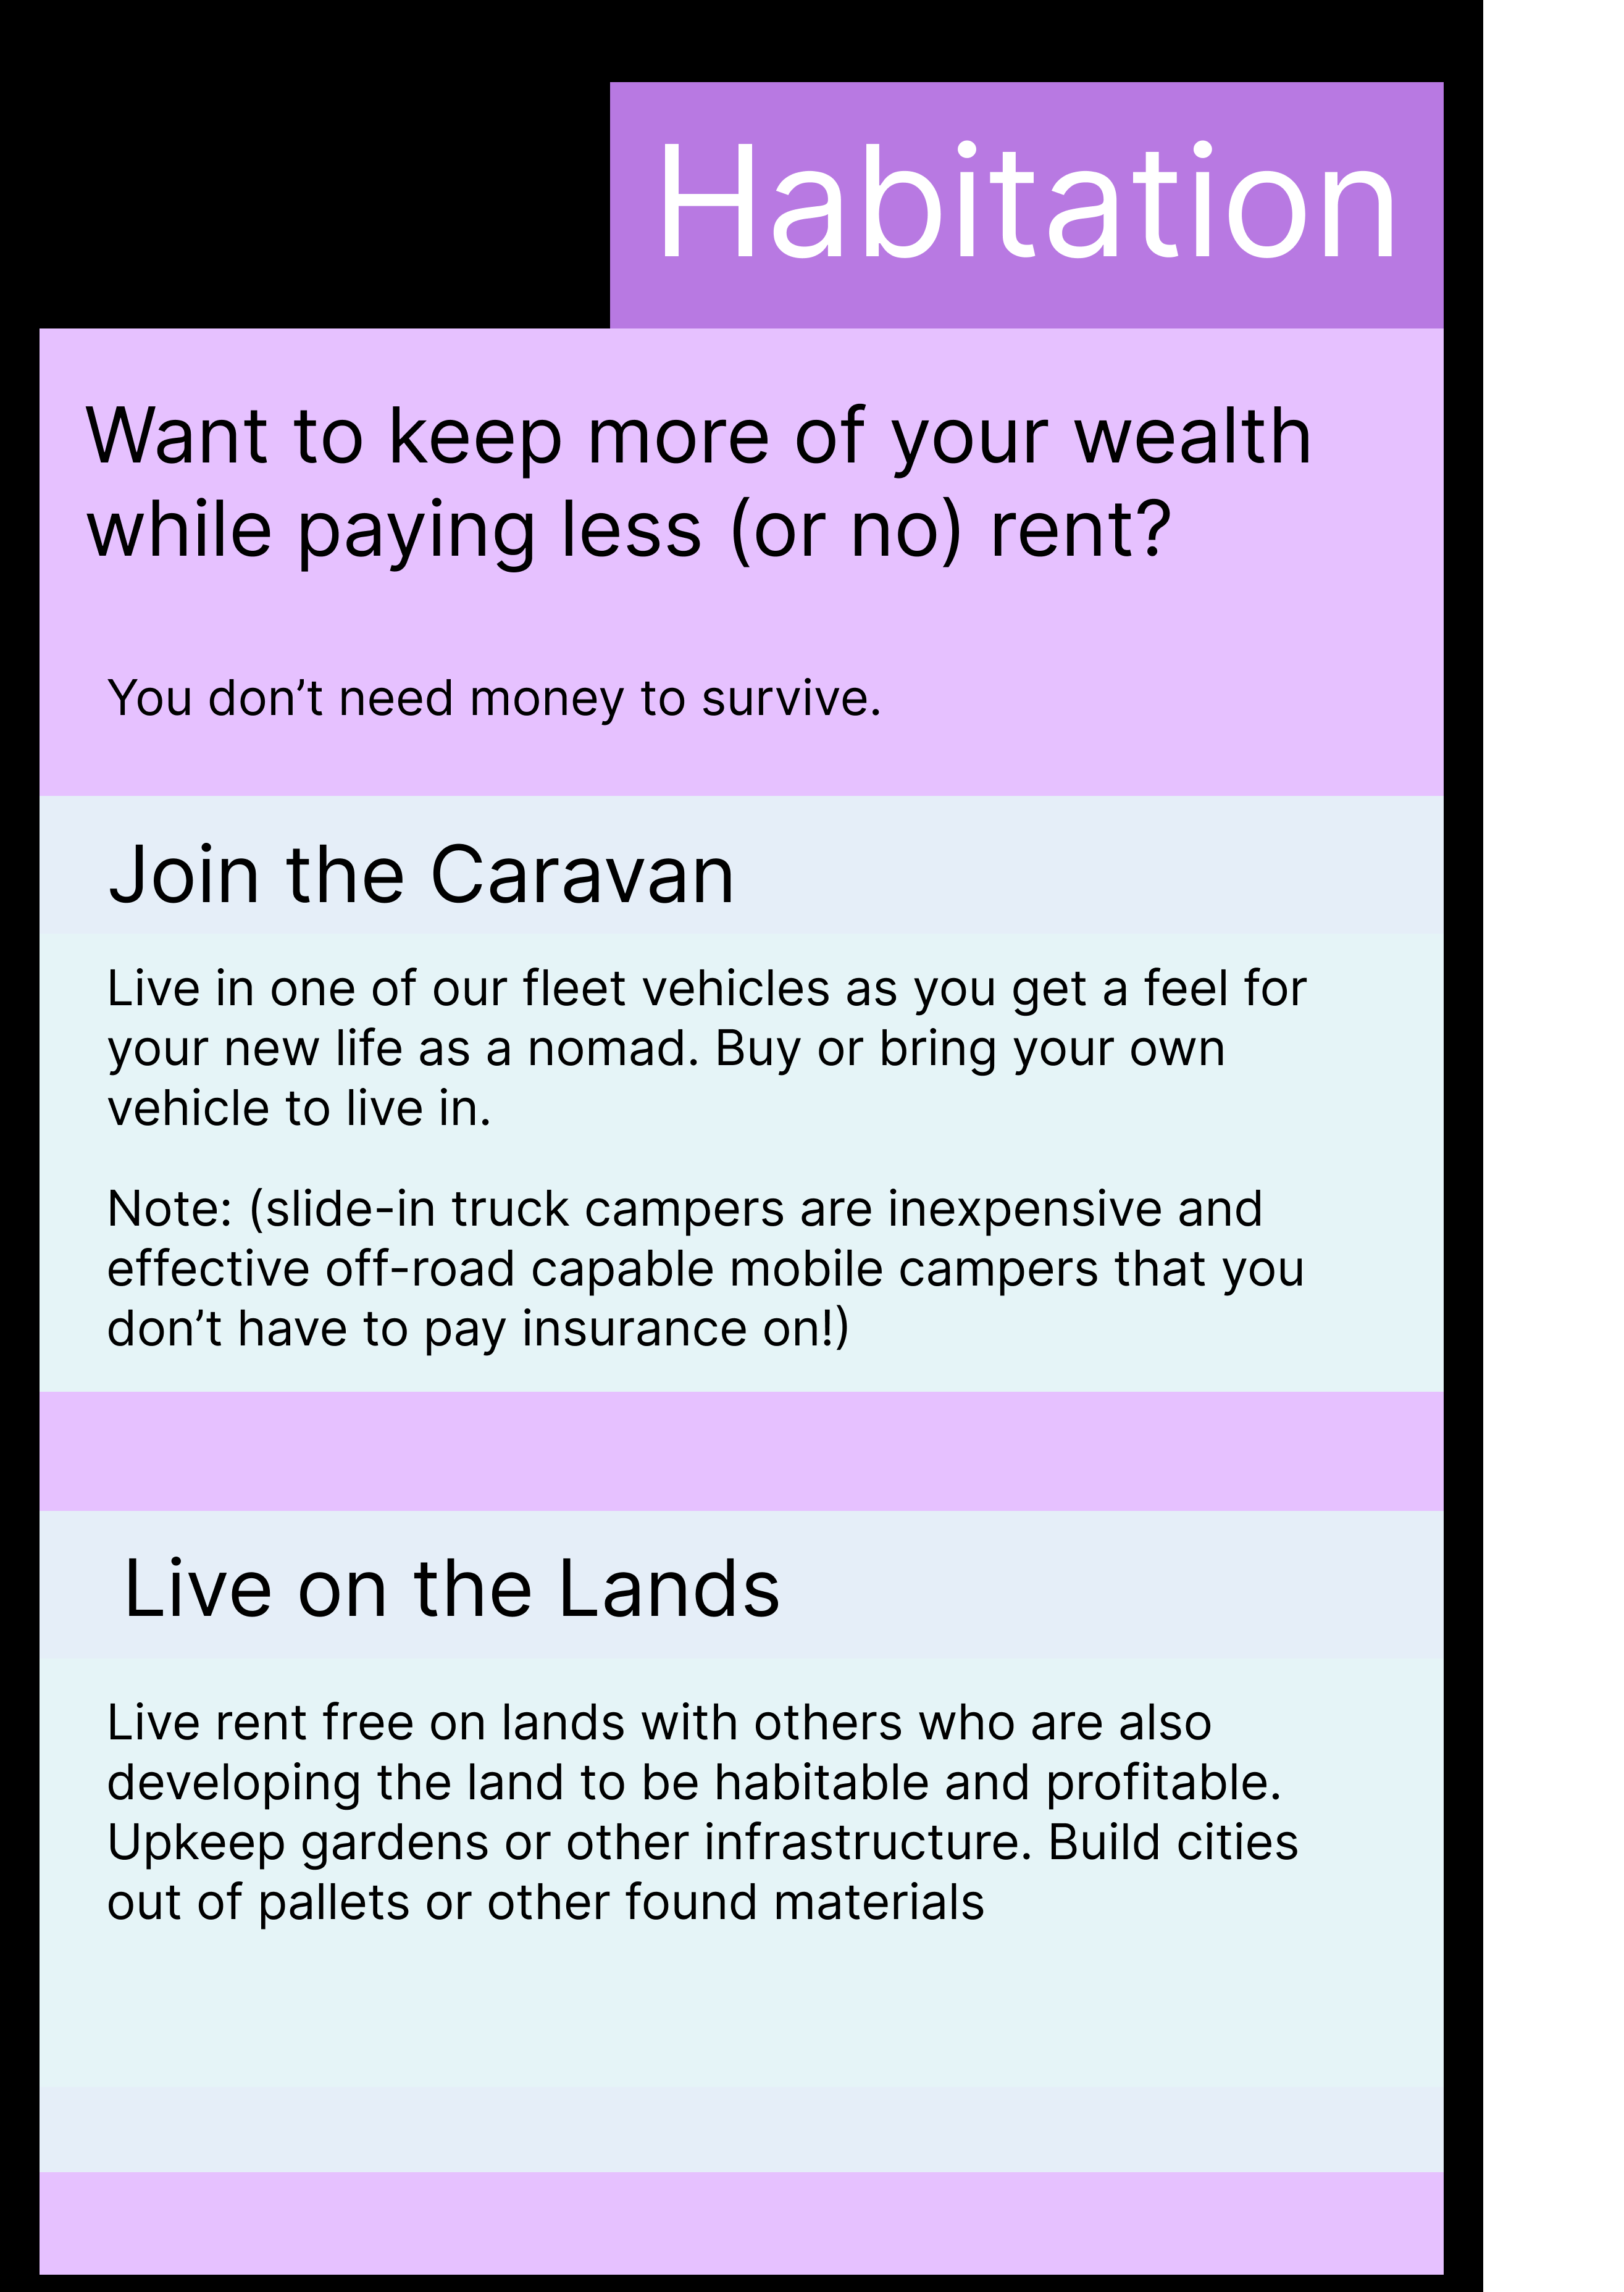 Habitation
Want to keep more of your wealth
while paying less (or no) rent?
You don’t need money to survive.
Join the Caravan
Live in one of our fleet vehicles as you get a feel for
your new life as a nomad. Buy or bring your own
vehicle to live in.
Note: (slide-in truck campers are inexpensive and
effective off-road capable mobile campers that you
don’t have to pay insurance on!)
Live on the Lands
Live rent free on lands with others who are also
developing the land to be habitable and profitable.
Upkeep gardens or other infrastructure. Build cities
out of pallets or other found materials